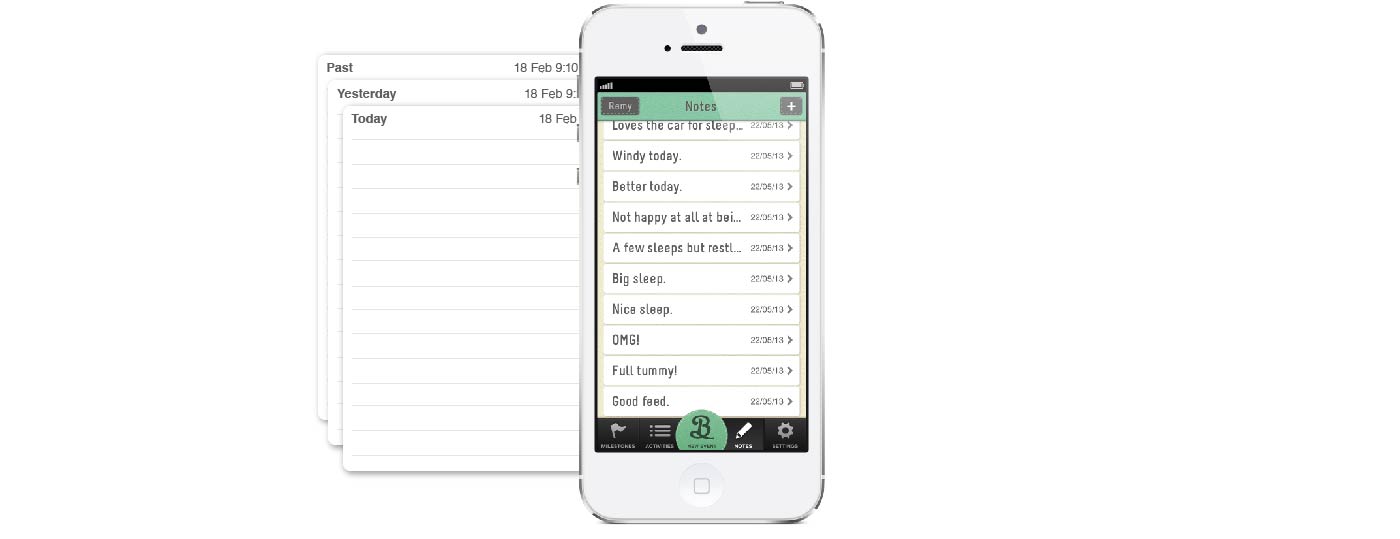 Past 18 Feb 9:10
Yesterday 18 Feb 9:
Today 18 Feb
Ramy Notes +
Loves the car for sleep... 22/05/13
Windy today. 22/05/13
Better today. 22/05/13
Not happy at all at bei... 22/05/13
A few sleeps but restl... 22/05/13
Big sleep. 22/05/13
Nice sleep. 22/05/13
OMG! 22/05/13
Full tummy! 22/05/13
Good feed. 22/05/13
B
MILESTONES ACTIVITIES NEW EVENT NOTES SETTINGS